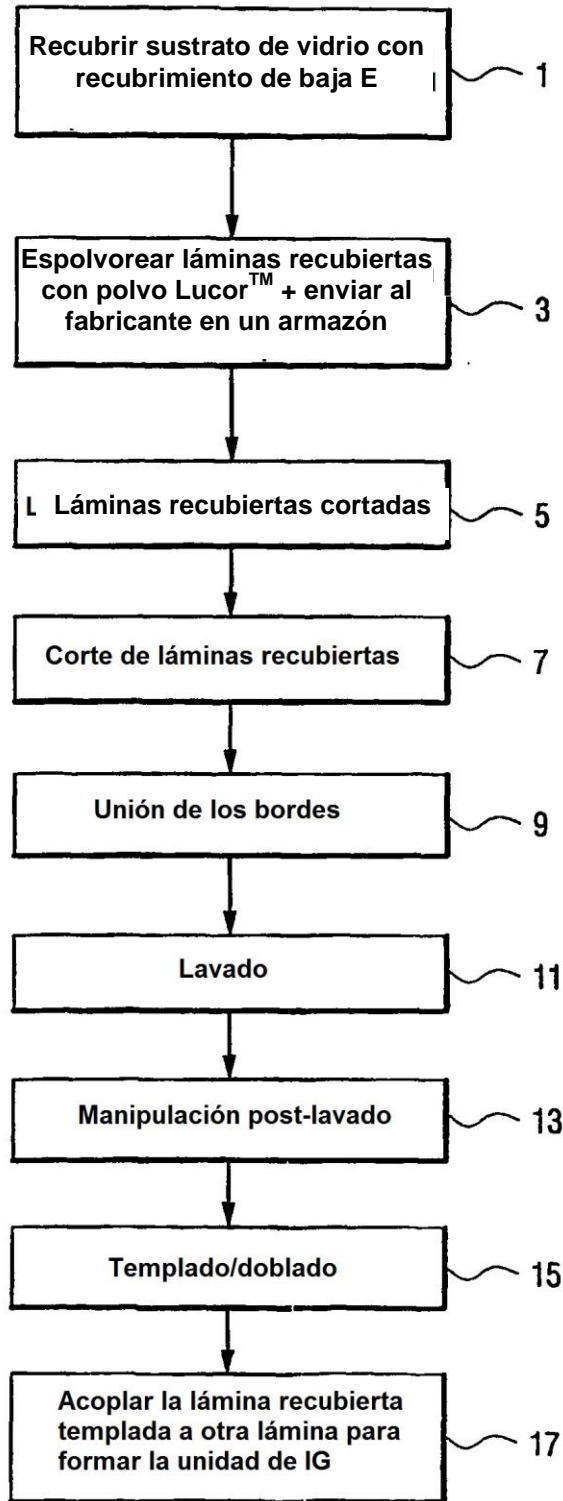 Recubrir sustrato de vidrio con
recubrimiento de baja E
1
Espolvorear láminas recubiertas
con polvo Lucor™ + enviar al
fabricante en un armazón
3
L Láminas recubiertas cortadas
5
Corte de láminas recubiertas
7
Unión de los bordes
9
Lavado
11
Manipulación post-lavado
13
Templado/doblado
15
Acoplar la lámina recubierta
templada a otra lámina para
formar la unidad de IG
17